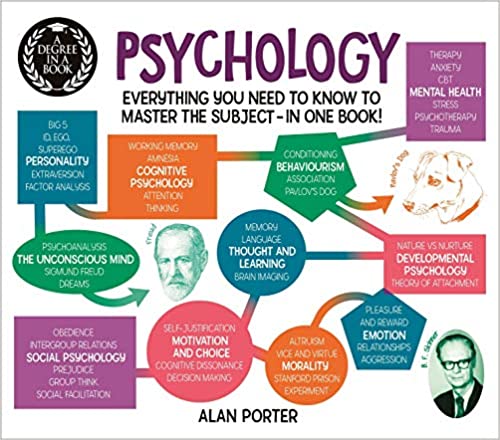 A DEGREE IN A BOOK
PSYCHOLOGY
EVERYTHING YOU NEED TO KNOW TO
MASTER THE SUBJECT – IN ONE BOOK!
THERAPY
ANXIETY
CBT
MENTAL HEALTH
STRESS
PSYCHOTHERAPY
TRAUMA
BIG 5
ID, EGO,
SUPEREGO
PERSONALITY
EXTRAVERSION
FACTOR ANALYSIS
WORKING MEMORY
AMNESIA
COGNITIVE
PSYCHOLOGY
ATTENTION
THINKING
CONDITIONING
BEHAVIOURISM
ASSOCIATION
PAVLOV'S DOG
Pavlov's Dog
PSYCHOANALYSIS
THE UNCONSCIOUS MIND
SIGMUND FREUD
DREAMS
Freud
MEMORY
LANGUAGE
THOUGHT AND
LEARNING
BRAIN IMAGING
NATURE VS NURTURE
DEVELOPMENTAL
PSYCHOLOGY
THEORY OF ATTACHMENT
OBEDIENCE
INTERGROUP RELATIONS
SOCIAL PSYCHOLOGY
PREJUDICE
GROUP THINK
SOCIAL FACILITATION
SELF-JUSTIFICATION
MOTIVATION
AND CHOICE
COGNITIVE DISSONANCE
DECISION MAKING
ALTRUISM
VICE AND VIRTUE
MORALITY
STANFORD PRISON
EXPERIMENT
PLEASURE
AND REWARD
EMOTION
RELATIONSHIPS
AGGRESSION
B. F. Skinner
ALAN PORTER